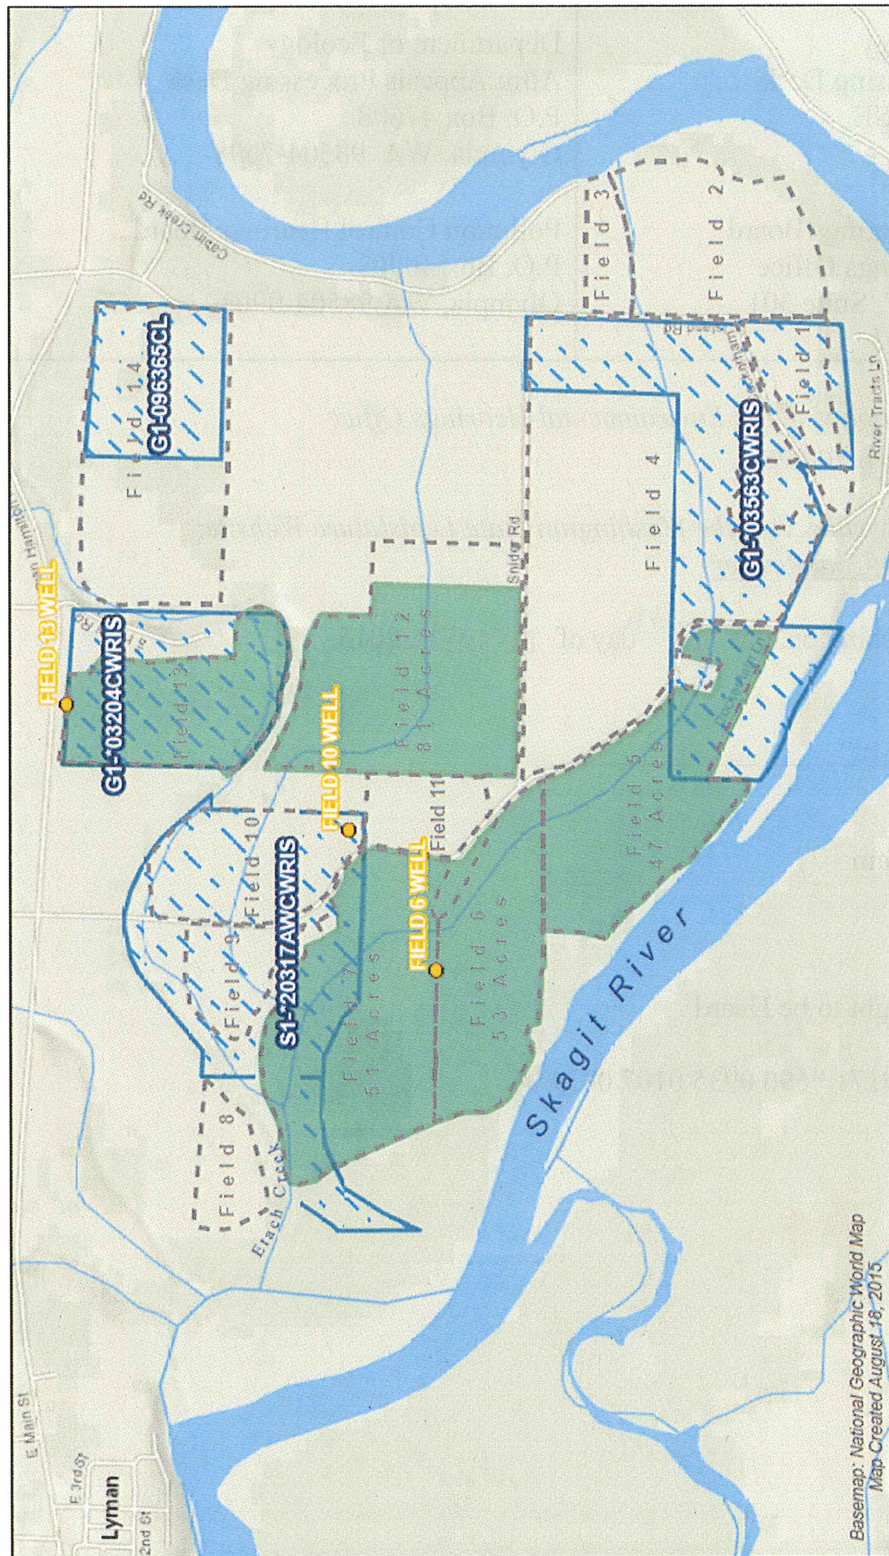 E Main St
E 3rd St
Lyman
2nd St
Cabin Creek Rd
Field 14
G1-096365CL
FIELD 13 WELL
G1-*03204CWRIS
Field 13
Field 12
81 Acres
FIELD 10 WELL
Field 10
Field 9
S1-*20317AWCWRIS
Field 8
Etach Creek
Field 7
51 Acres
Field 11
FIELD 6 WELL
Field 6
53 Acres
Field 5
47 Acres
Snider Rd
Field 4
Field 3
Field 2
Field 1
G1-*03563CWRIS
River Tracts Ln
Skagit River
Basemap: National Geographic World Map
Map Created August 18, 2015